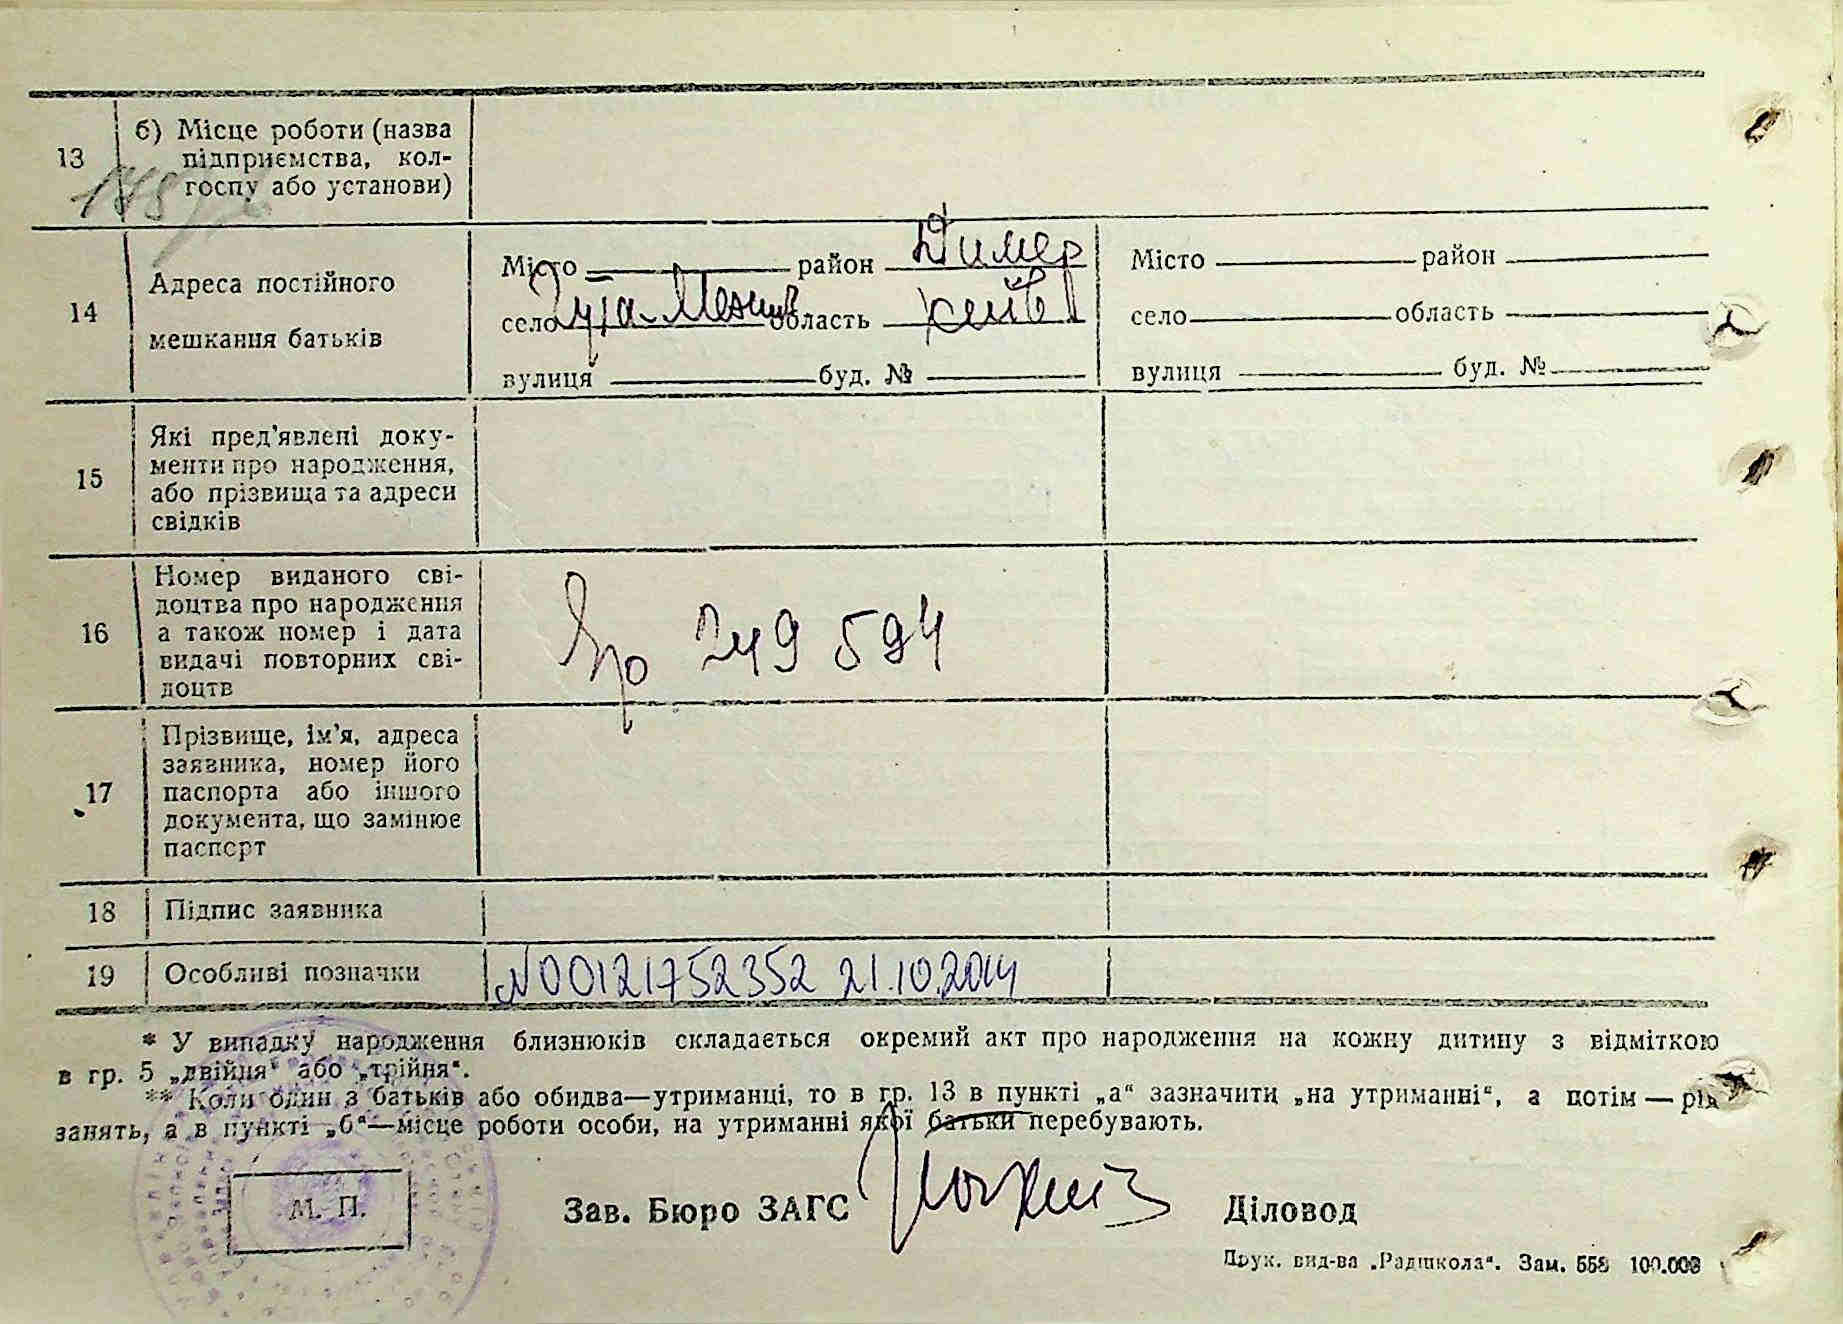 13 б) Місце роботи (назва
підприємства, кол-
госпу або установи)
14 Адреса постійного
мешкання батьків
Місто район Димер
село Гута-Межиг область Київ
вулиця буд. №
Місто район
село область
вулиця буд. №
15 Які пред'явлені доку-
менти про народження,
або прізвища та адреси
свідків
16 Номер виданого сві-
доцтва про народження
а також номер і дата
видачі повторних сві-
доцтв
249 594
17 Прізвище, ім'я, адреса
заявника, номер його
паспорта або іншого
документа, що замінює
паспорт
18 Підпис заявника
19 Особливі позначки
N00121752352 21.10.2014
* У випадку народження близнюків складається окремий акт про народження на кожну дитину з відміткою
в гр. 5 „двійня" або „трійня".
** Коли один з батьків або обидва—утриманці, то в гр. 13 в пункті „а" зазначити „на утриманні", а потім — рід
занять, а в пункті „б"—місце роботи особи, на утриманні якої батьки перебувають.
М. П.
Зав. Бюро ЗАГС
Діловод
Друк. вид-ва „Радшкола". Зам. 558 100.000